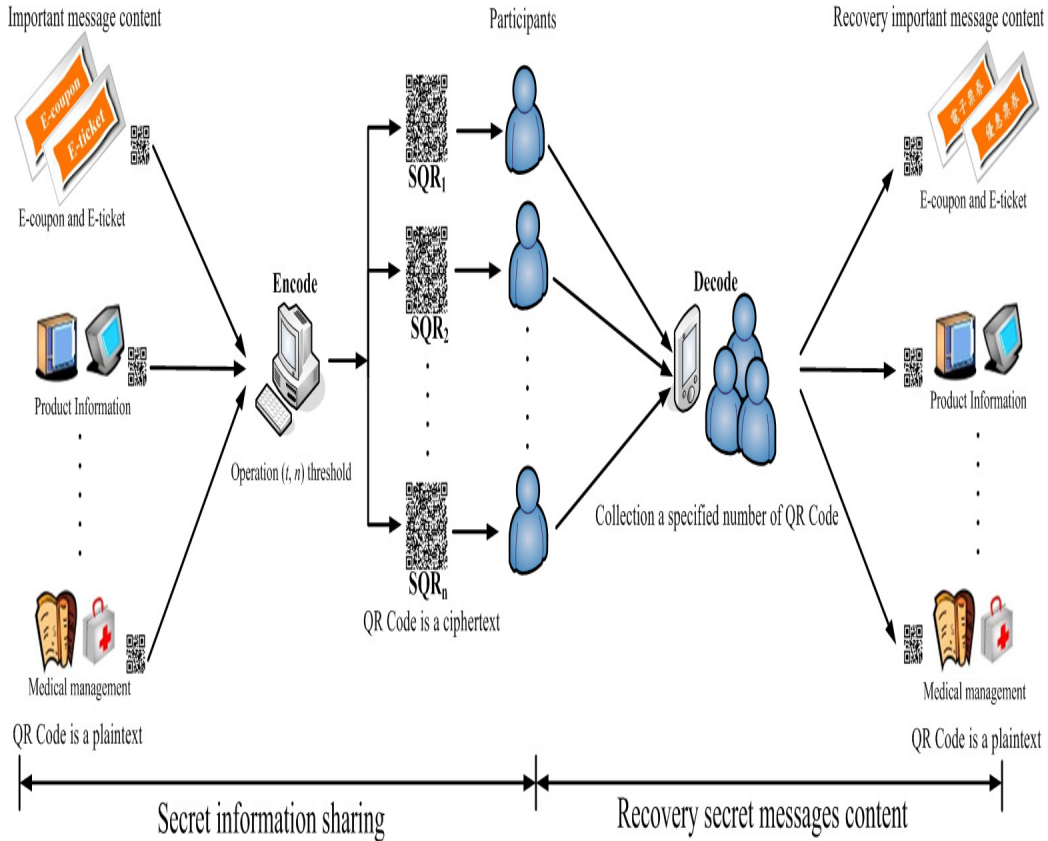 Important message content
Participants
Recovery important message content
E-coupon
E-ticket
E-coupon and E-ticket
SQR1
電子票券
優惠票券
E-coupon and E-ticket
Encode
SQR2
Decode
Product Information
Product Information
Operation (t, n) threshold
Collection a specified number of QR Code
SQRn
QR Code is a ciphertext
Medical management
Medical management
QR Code is a plaintext
QR Code is a plaintext
Secret information sharing
Recovery secret messages content